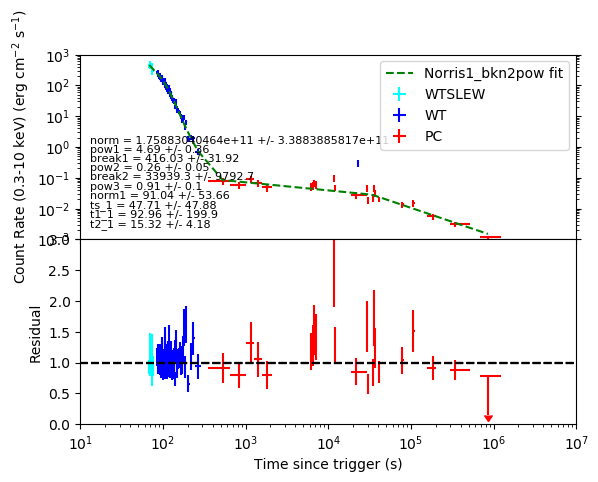 Count Rate (0.3-10 keV) (erg cm⁻² s⁻¹)
10³
10²
10¹
10⁰
10⁻¹
10⁻²
10⁻³
Norris1_bkn2pow fit
WTSLEW
WT
PC
norm = 1.75883030464e+11 +/- 3.3883885817e+11
pow1 = 4.69 +/- 0.26
break1 = 416.03 +/- 31.92
pow2 = 0.26 +/- 0.05
break2 = 33939.3 +/- 9792.7
pow3 = 0.91 +/- 0.1
norm1 = 91.04 +/- 53.66
ts_1 = 47.71 +/- 47.88
t1_1 = 92.96 +/- 199.9
t2_1 = 15.32 +/- 4.18
Residual
3.0
2.5
2.0
1.5
1.0
0.5
0.0
10¹ 10² 10³ 10⁴ 10⁵ 10⁶ 10⁷
Time since trigger (s)